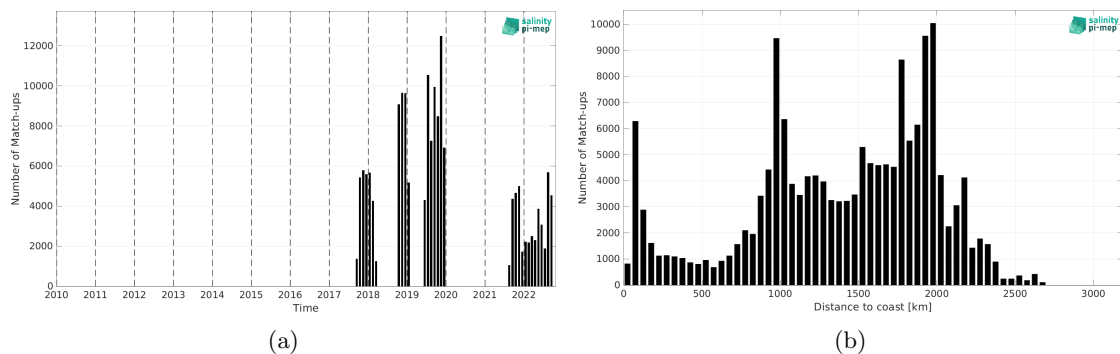 salinity
pi-mep
12000
10000
8000
6000
4000
2000
0
Number of Match-ups
2010 2011 2012 2013 2014 2015 2016 2017 2018 2019 2020 2021 2022
Time
(a)
salinity
pi-mep
10000
9000
8000
7000
6000
5000
4000
3000
2000
1000
0
Number of Match-ups
0 500 1000 1500 2000 2500 3000
Distance to coast [km]
(b)